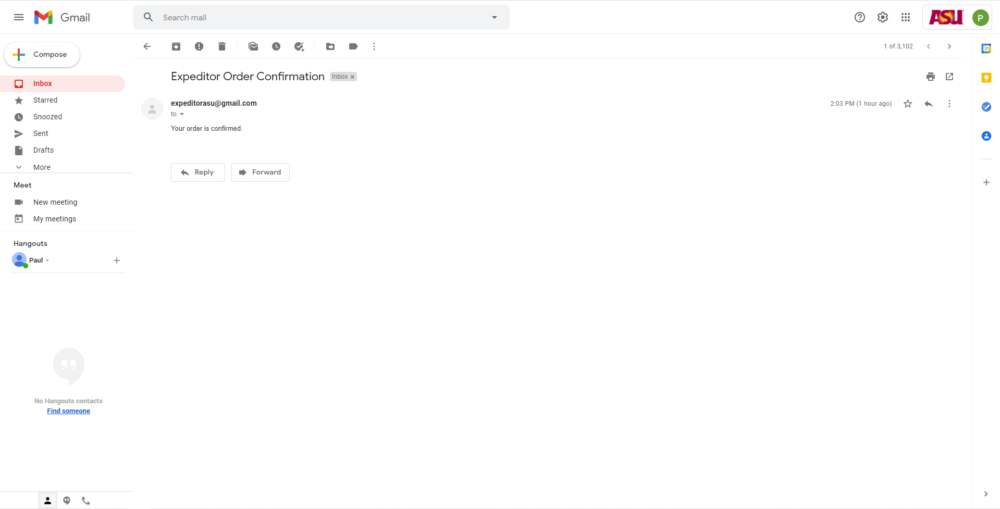 Gmail
Search mail
ASU
P
Compose
1 of 3,102
31
Expeditor Order Confirmation
Inbox x
Inbox
Starred
Snoozed
Sent
Drafts
More
expeditorasu@gmail.com
2:03 PM (1 hour ago)
to
Your order is confirmed.
Reply
Forward
Meet
New meeting
My meetings
Hangouts
Paul
No Hangouts contacts
Find someone